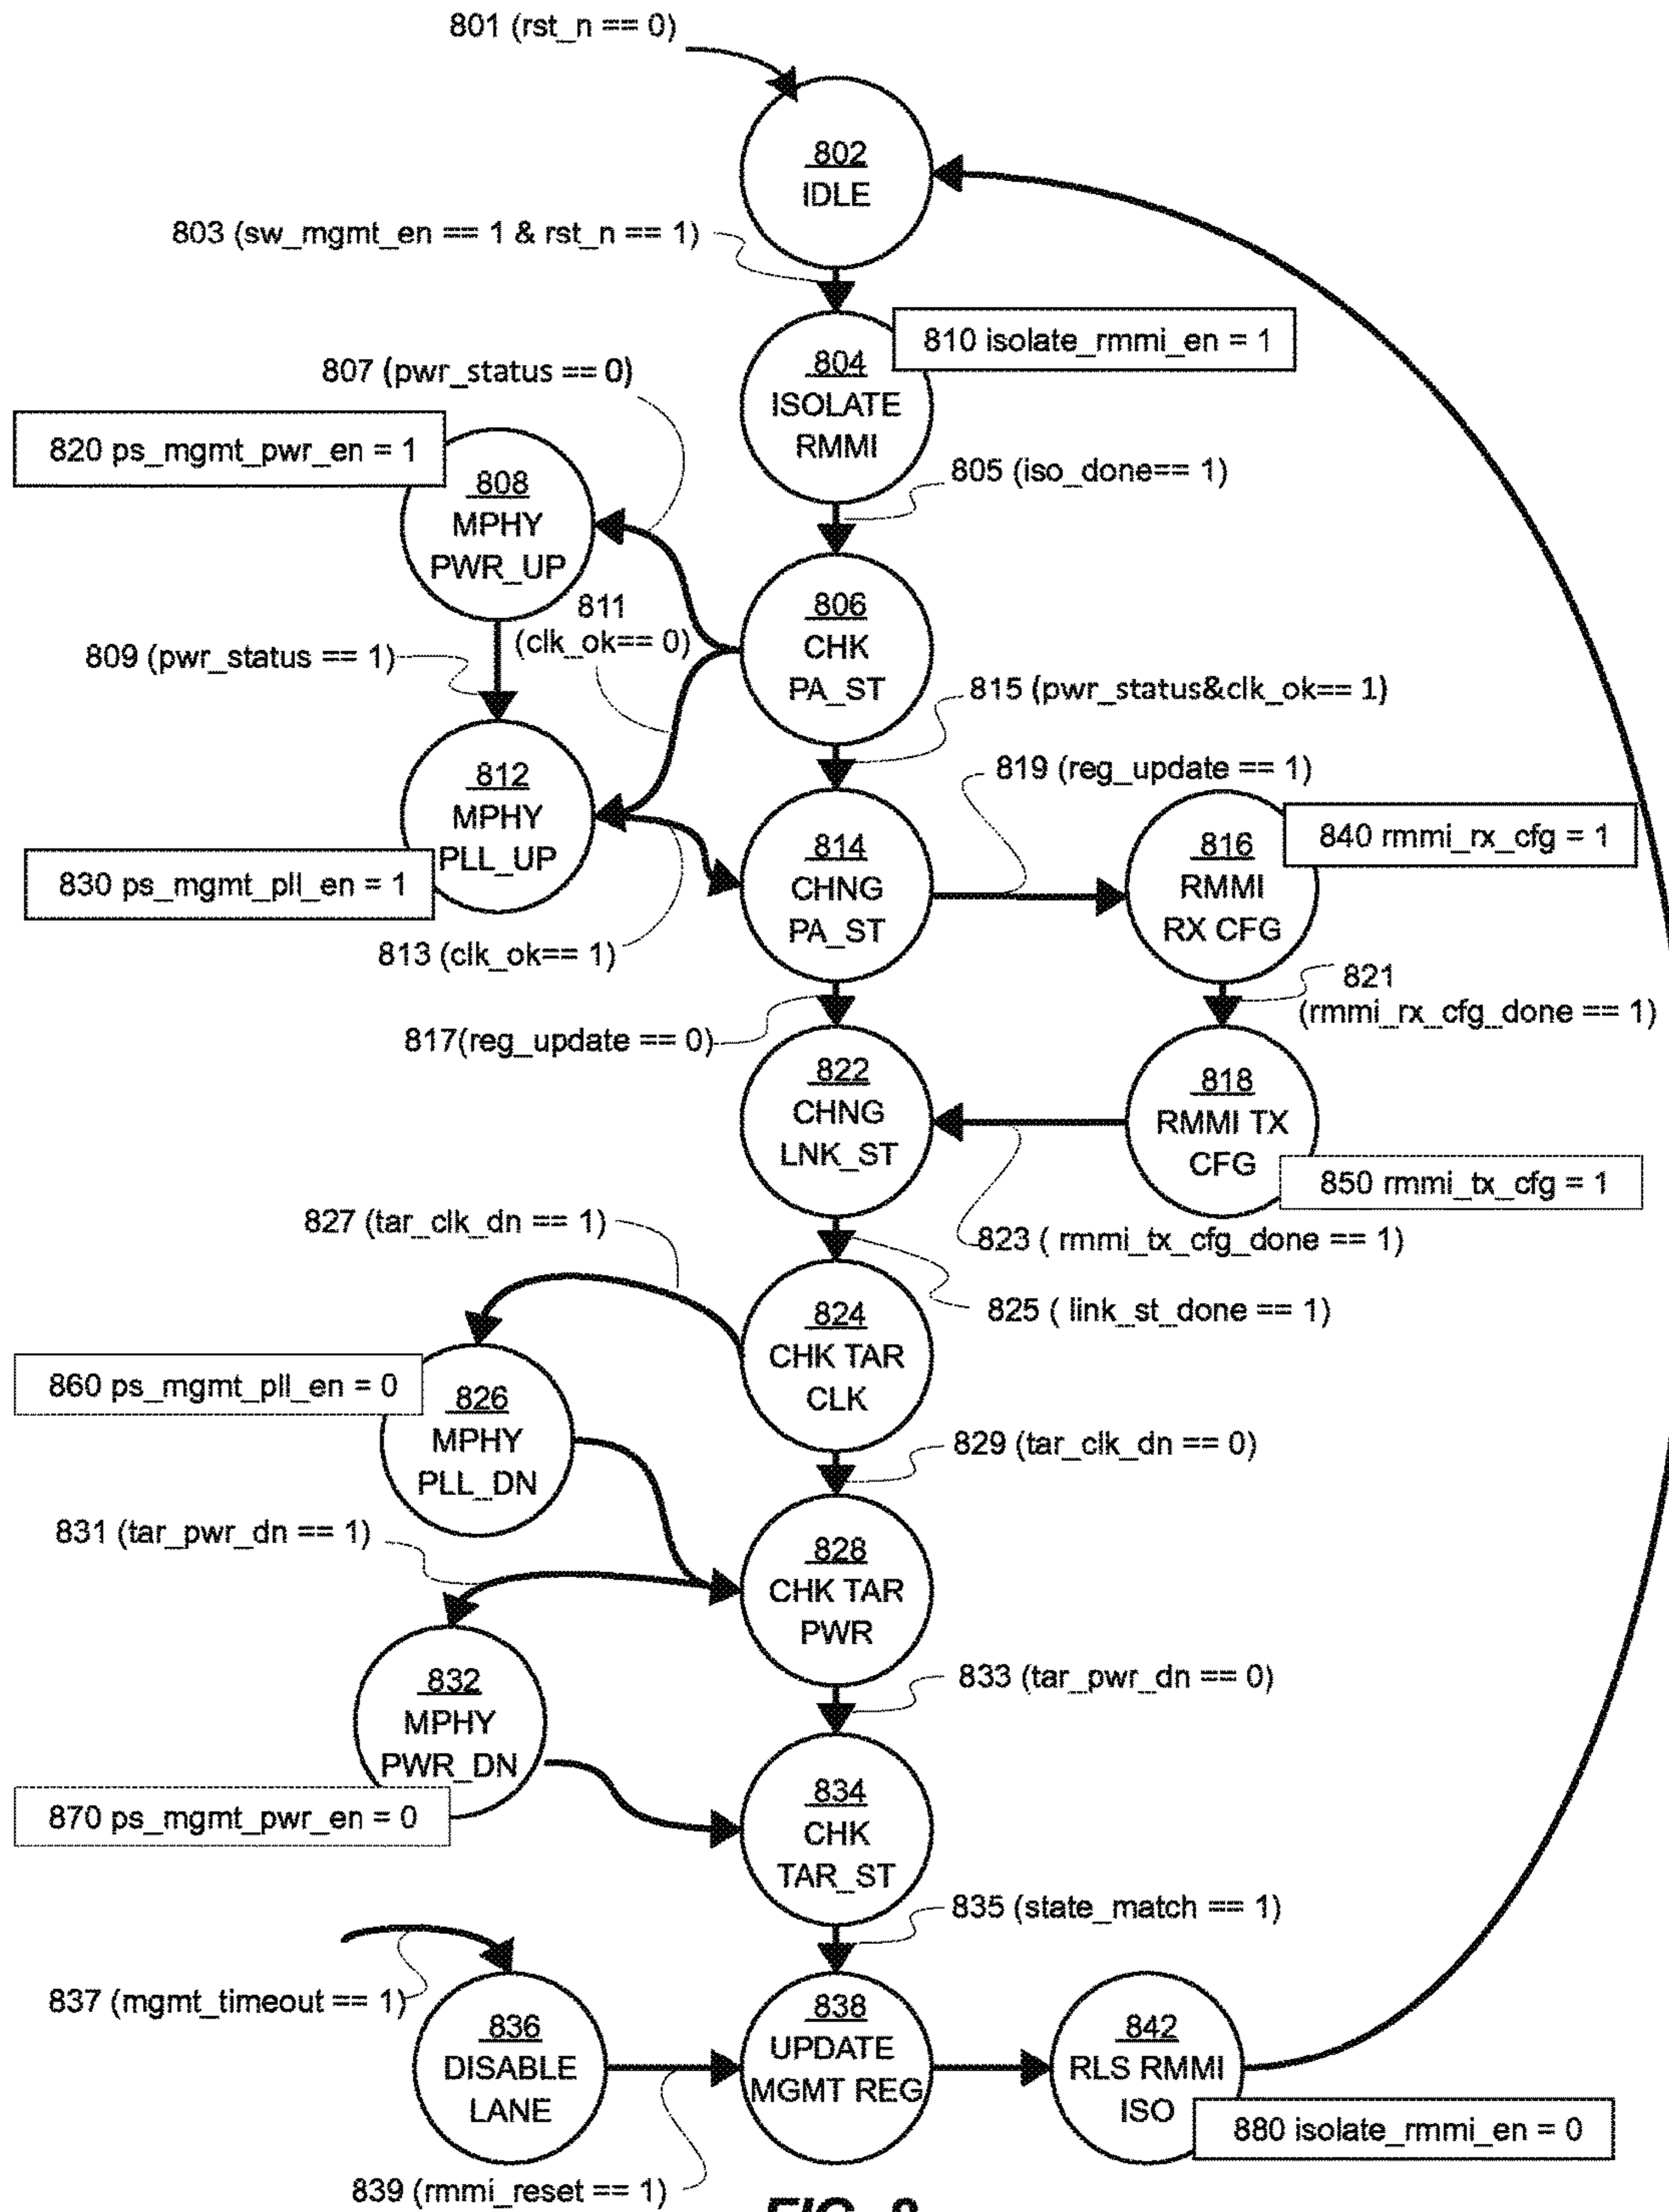 801 (rst_n == 0)
802
IDLE
803 (sw_mgmt_en == 1 & rst_n == 1)
810 isolate_rmmi_en = 1
804
ISOLATE
RMMI
807 (pwr_status == 0)
820 ps_mgmt_pwr_en = 1
805 (iso_done== 1)
808
MPHY
PWR_UP
811
(clk_ok== 0)
806
CHK
PA_ST
809 (pwr_status == 1)
815 (pwr_status&clk_ok== 1)
819 (reg_update == 1)
812
MPHY
PLL_UP
830 ps_mgmt_pll_en = 1
814
CHNG
PA_ST
816
RMMI
RX CFG
840 rmmi_rx_cfg = 1
813 (clk_ok== 1)
821
(rmmi_rx_cfg_done == 1)
817(reg_update == 0)
822
CHNG
LNK_ST
818
RMMI TX
CFG
850 rmmi_tx_cfg = 1
827 (tar_clk_dn == 1)
823 ( rmmi_tx_cfg_done == 1)
825 ( link_st_done == 1)
824
CHK TAR
CLK
860 ps_mgmt_pll_en = 0
826
MPHY
PLL_DN
829 (tar_clk_dn == 0)
831 (tar_pwr_dn == 1)
828
CHK TAR
PWR
833 (tar_pwr_dn == 0)
832
MPHY
PWR_DN
870 ps_mgmt_pwr_en = 0
834
CHK
TAR_ST
835 (state_match == 1)
837 (mgmt_timeout == 1)
836
DISABLE
LANE
838
UPDATE
MGMT REG
842
RLS RMMI
ISO
880 isolate_rmmi_en = 0
839 (rmmi_reset == 1)
FIG. 8